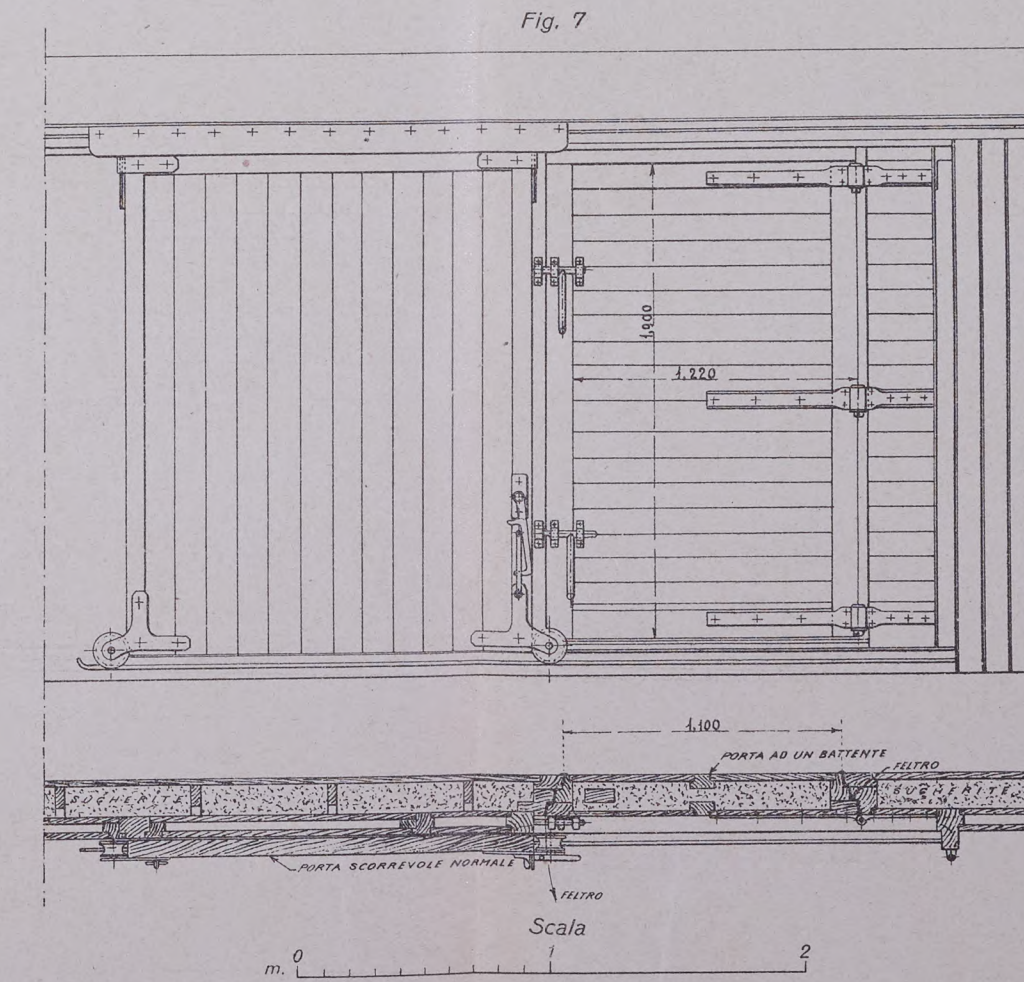 Fig. 7
1,900
1,220
1,100
PORTA AD UN BATTENTE
FELTRO
SUGHERITE
SUGHERITE
PORTA SCORREVOLE NORMALE
FELTRO
Scala
m. 0 1 2